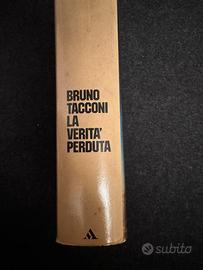 BRUNO
TACCONI
LA
VERITA'
PERDUTA
subito